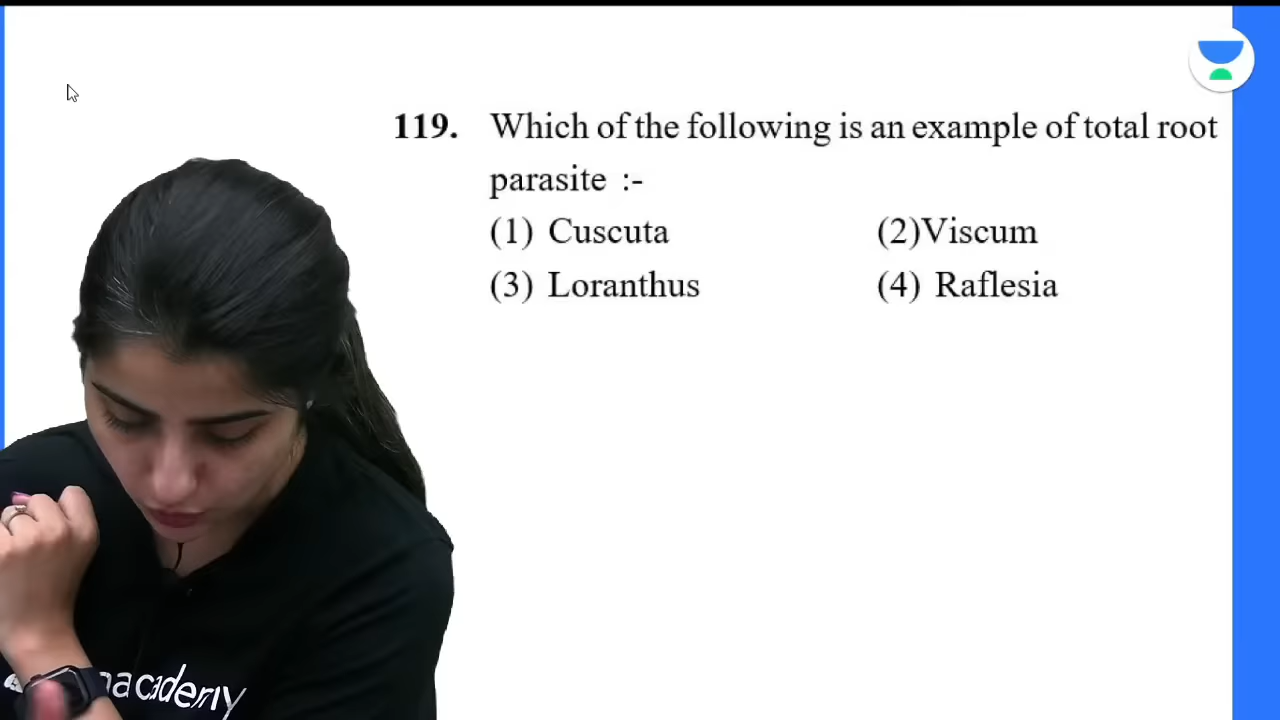 119. Which of the following is an example of total root
parasite :-
(1) Cuscuta (2)Viscum
(3) Loranthus (4) Raflesia